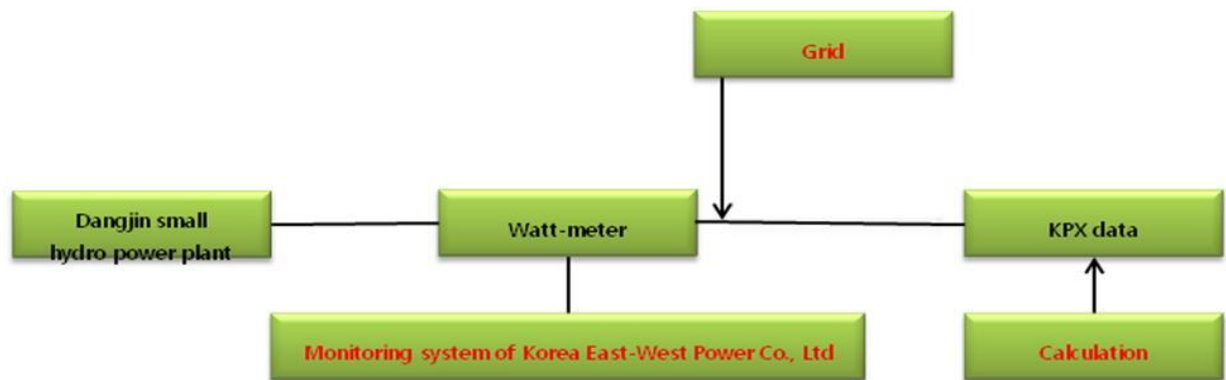 Grid
Dangjin small
hydro power plant
Watt-meter
KPX data
Monitoring system of Korea East-West Power Co., Ltd
Calculation